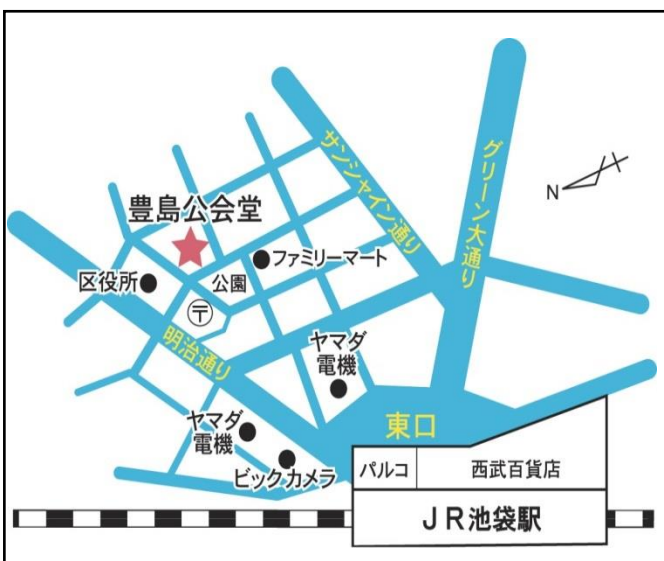 サンシャイン通り
グリーン大通り
N
豊島公会堂
ファミリーマート
区役所
公園
〒
明治通り
ヤマダ
電機
ヤマダ
電機
東口
ビックカメラ
パルコ
西武百貨店
JR池袋駅